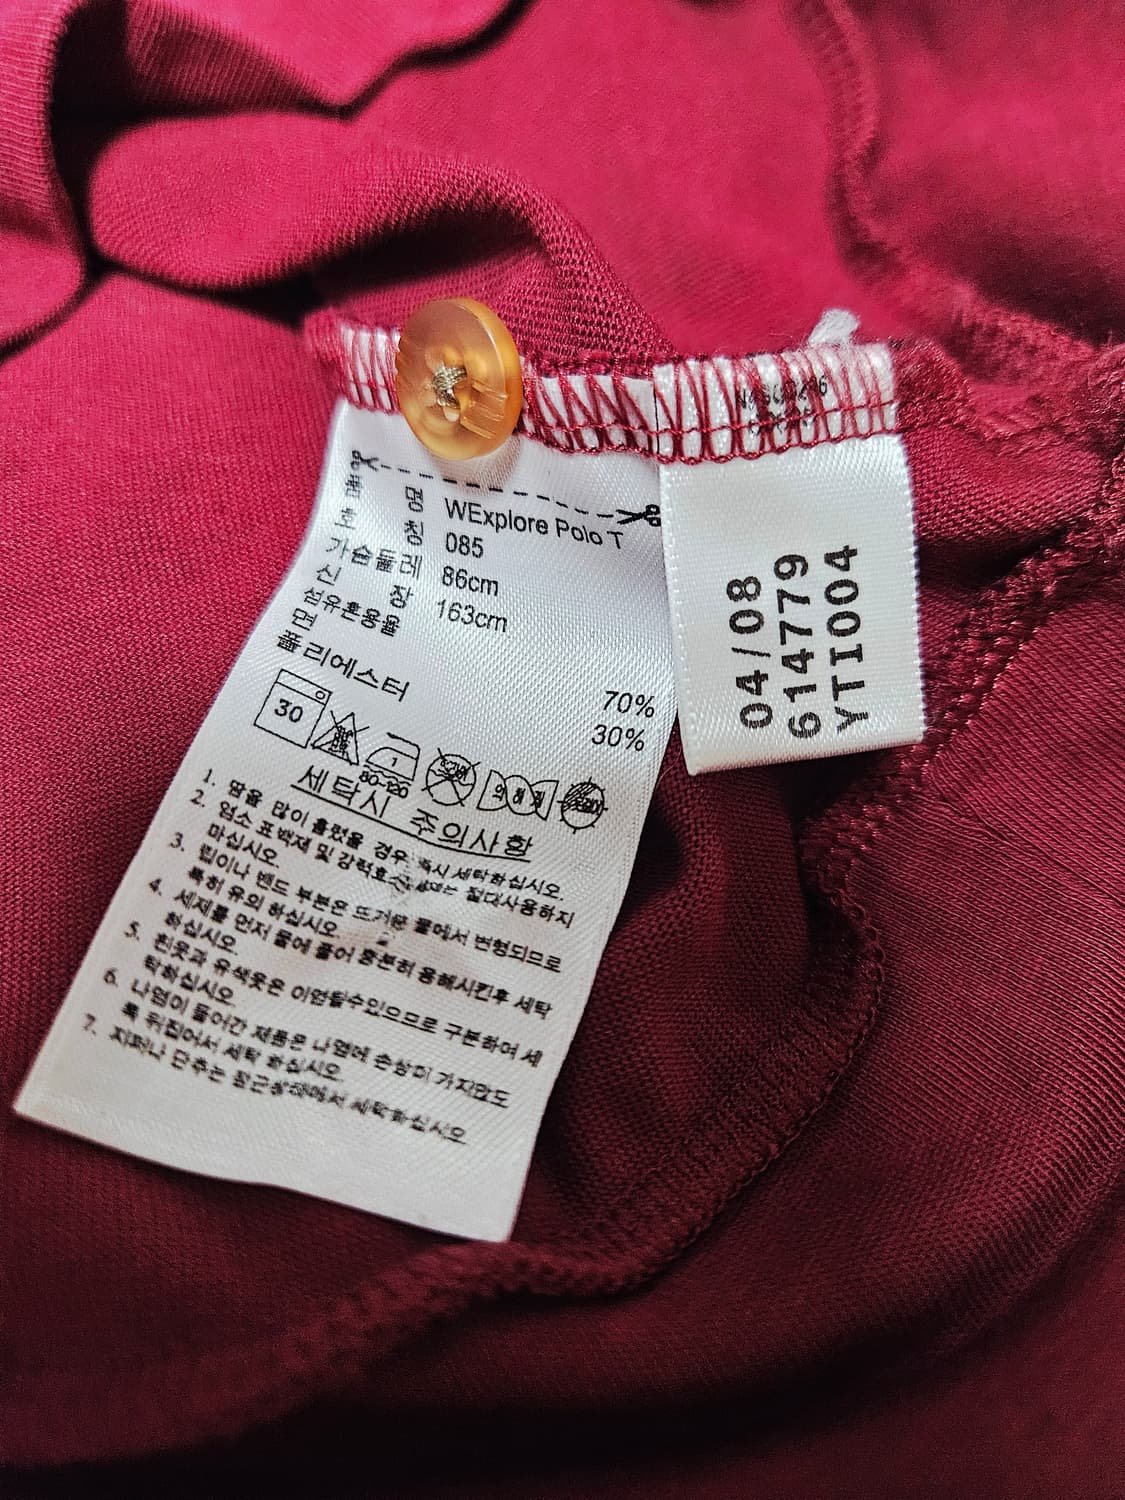 품 명 WExplore Polo T
호 칭 085
가슴둘레 86cm
신 장 163cm
섬유혼용율
면 70%
폴리에스터 30%
30
80~120
세탁시 주의사항
1. 땀을 많이 흘렸을 경우, 즉시 세탁하십시오.
2. 염소 표백제 및 강력효소세제는 절대사용하지
마십시오.
3. 립이나 밴드 부분은 뜨거운 물에서 변형되므로
특히 유의 하십시오.
4. 세제를 먼저 물에 풀어 충분히 용해시킨후 세탁
하십시오.
5. 흰옷과 유색옷은 이염될수있으므로 구분하여 세
탁하십시오.
6. 나염이 들어간 제품은 나염에 손상이 가지않도
록 뒤집어서 세탁 하십시오.
7. 지퍼나 단추는 잠근상태에서 세탁하십시오.
04/08
614779
YTI004